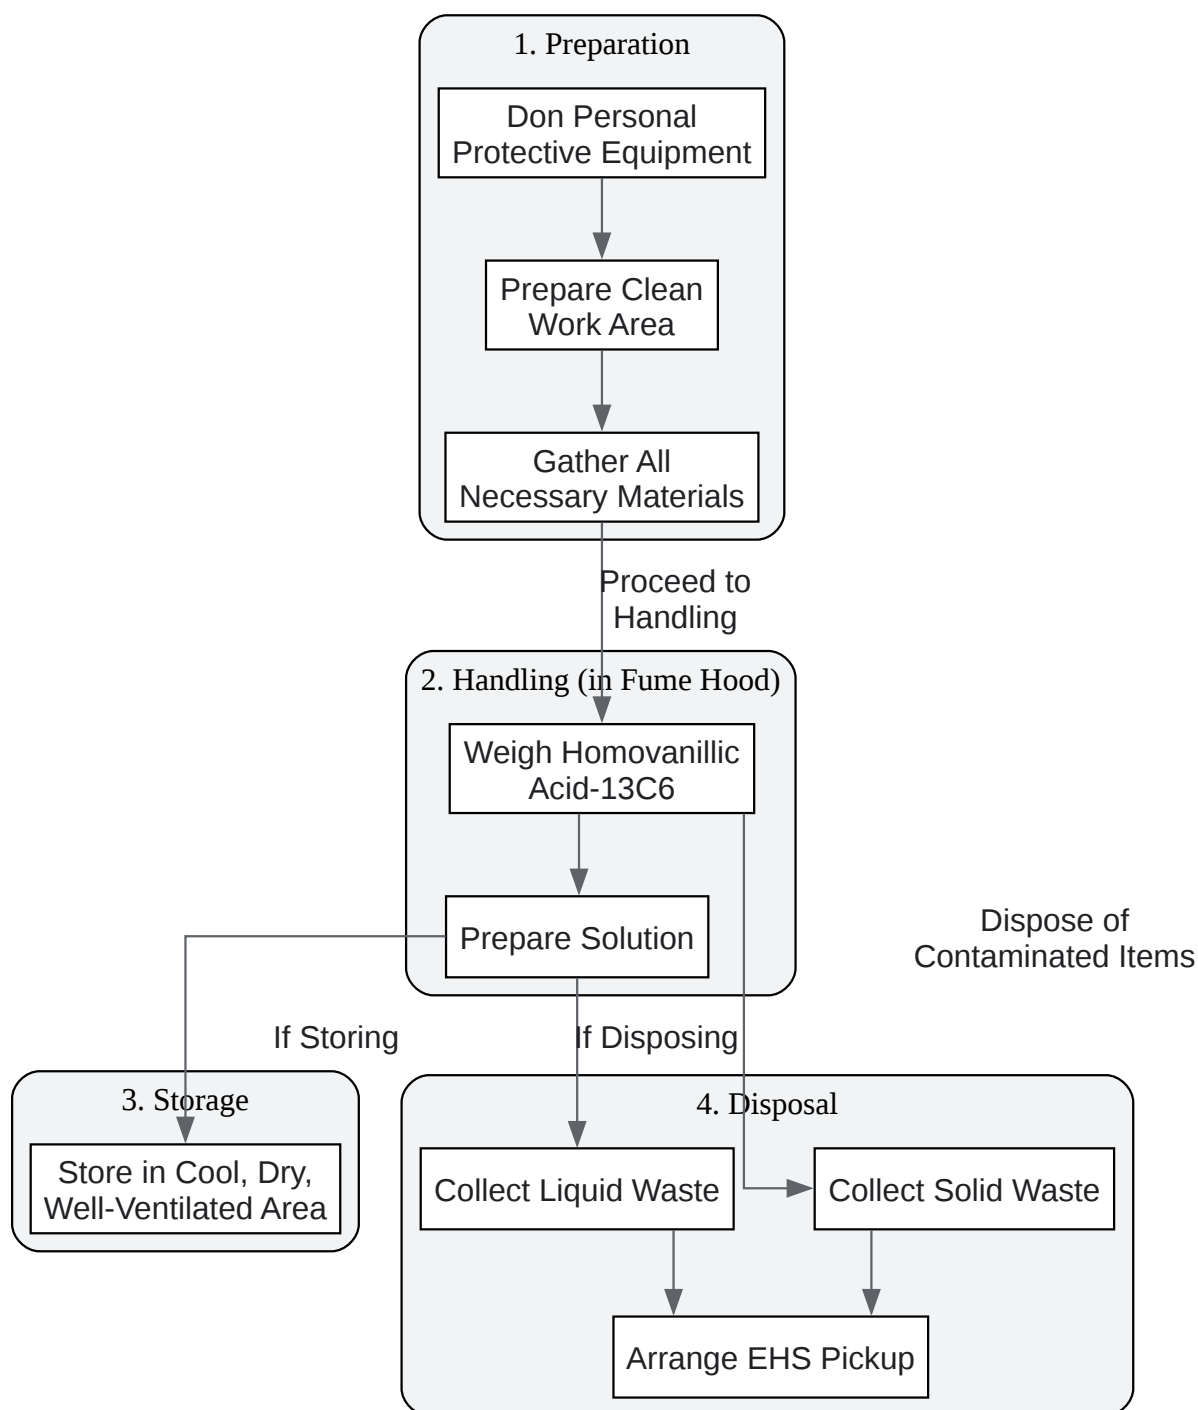 1. Preparation
Don Personal
Protective Equipment
Prepare Clean
Work Area
Gather All
Necessary Materials
Proceed to
Handling
2. Handling (in Fume Hood)
Weigh Homovanillic
Acid-13C6
Prepare Solution
Dispose of
Contaminated Items
If Storing
If Disposing
3. Storage
Store in Cool, Dry,
Well-Ventilated Area
4. Disposal
Collect Liquid Waste
Collect Solid Waste
Arrange EHS Pickup